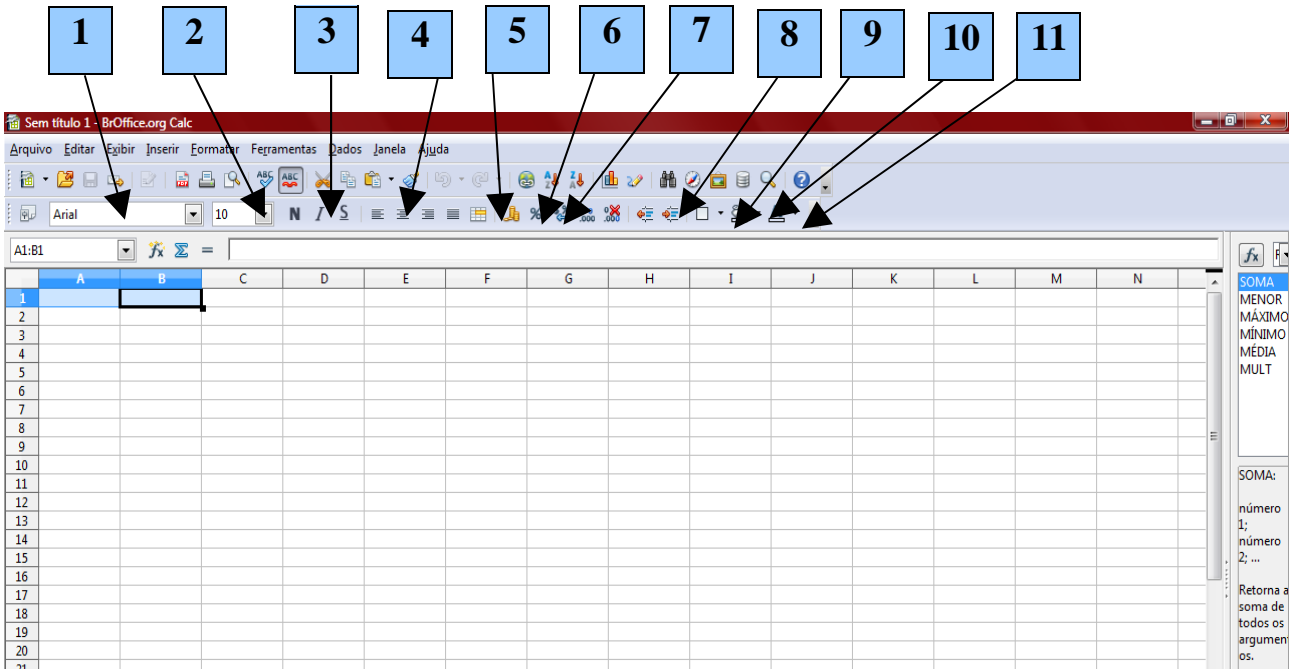 1 2 3 4 5 6 7 8 9 10 11
Sem título 1 - BrOffice.org Calc
Arquivo Editar Exibir Inserir Formatar Ferramentas Dados Janela Ajuda
Arial 10 N I S
A1:B1
A B C D E F G H I J K L M N
1
2
3
4
5
6
7
8
9
10
11
12
13
14
15
16
17
18
19
20
21
SOMA
MENOR
MÁXIMO
MÍNIMO
MÉDIA
MULT
SOMA:
número
1;
número
2; ...
Retorna a
soma de
todos os
argumen
os.